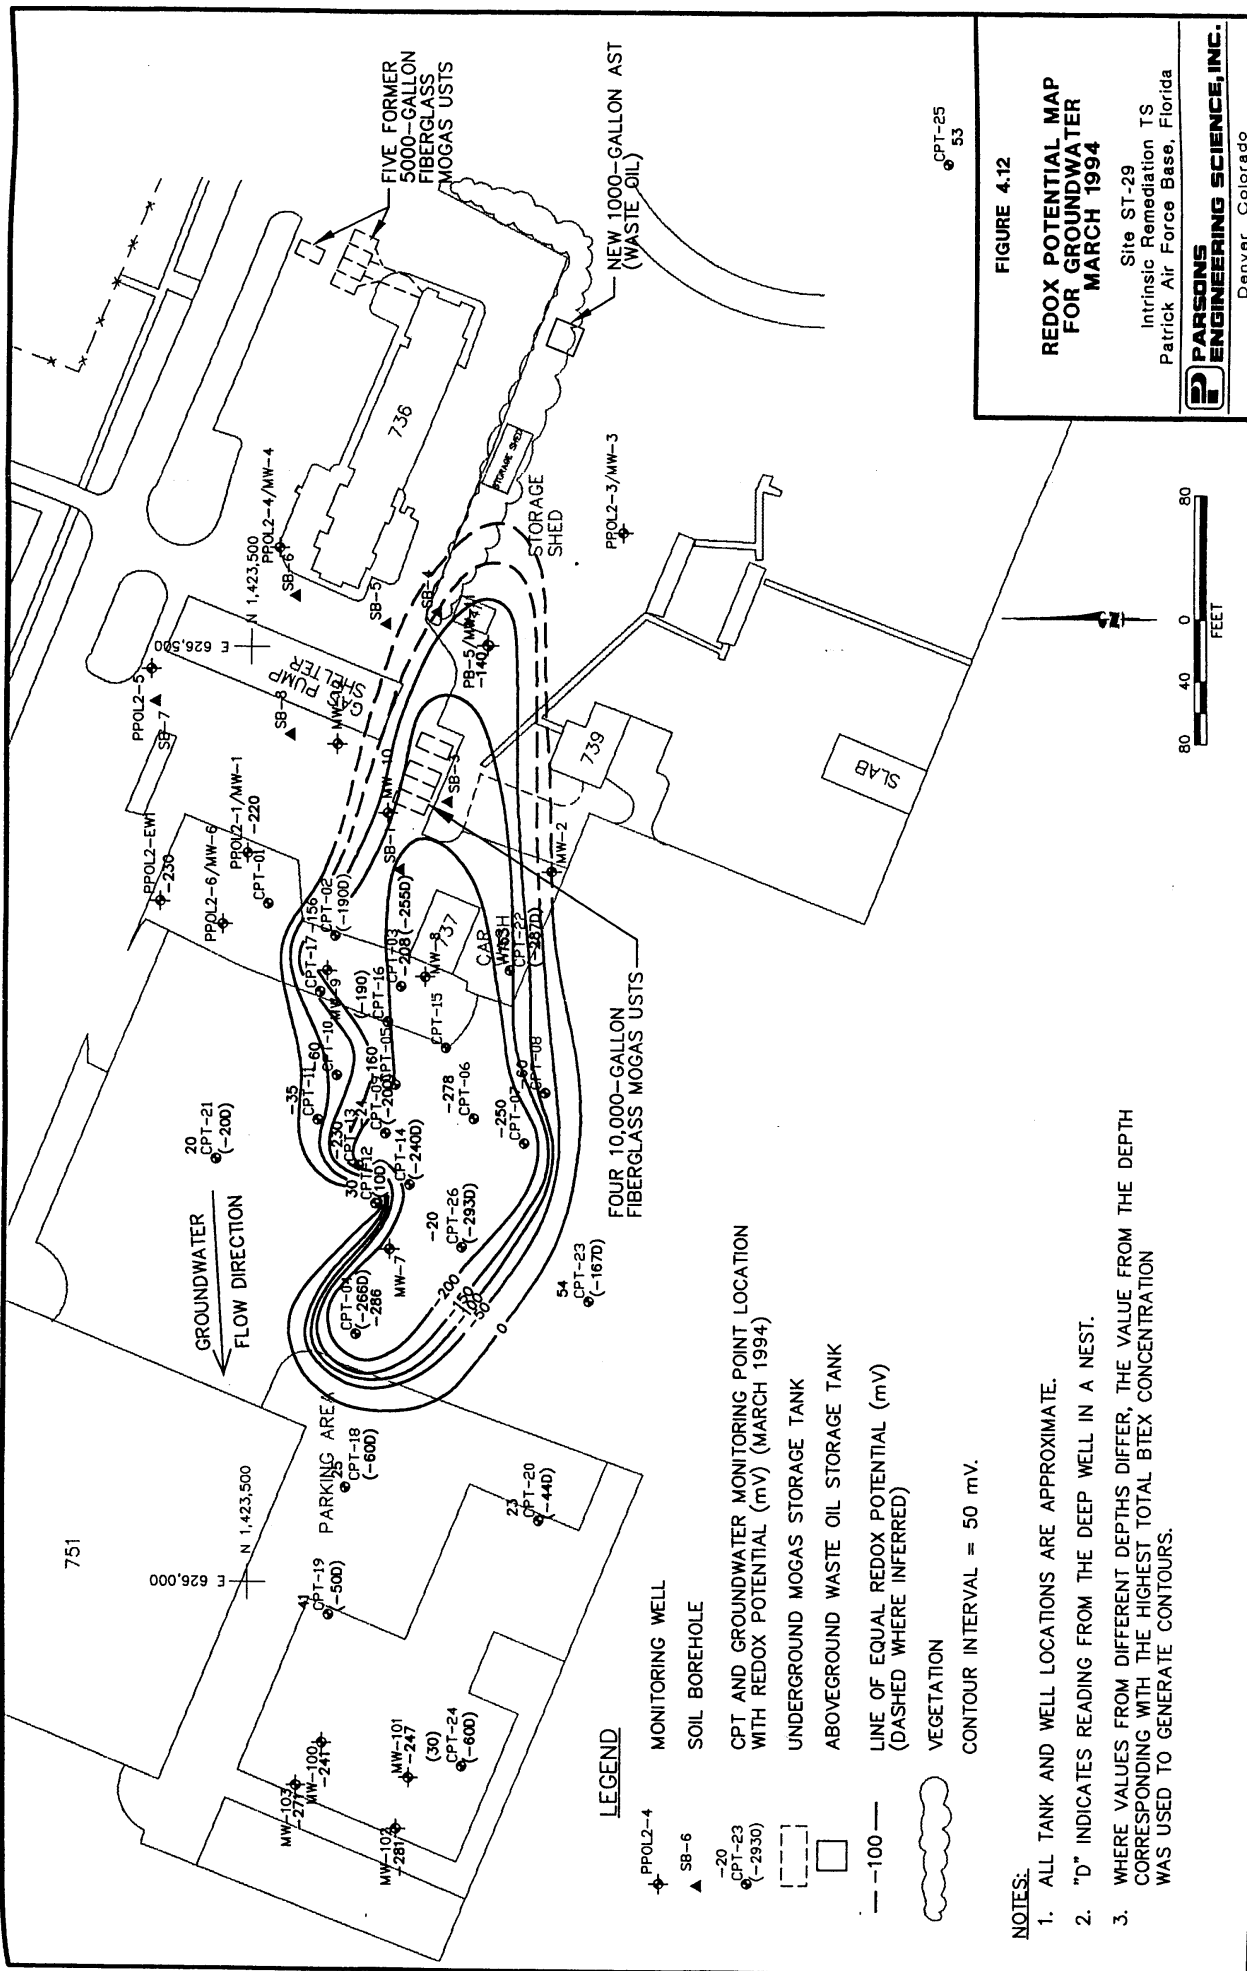 FIVE FORMER
5000-GALLON
FIBERGLASS
MOGAS USTS
NEW 1000-GALLON AST
(WASTE OIL)
CPT-25
53
736
STORAGE SHED
STORAGE
SHED
PPOL2-4/MW-4
SB-6
SB-5
PPOL2-3/MW-3
N 1,423,500
E 626,500
GAS
PUMP
SHELTER
PPOL2-5
SB-7
SB-8
PB-5/MW-11
-140
MW-10
SB-1
SB-3
739
SLAB
PPOL2-EW1
-230
PPOL2-6/MW-6
PPOL2-1/MW-1
-220
CPT-01
-156
CPT-02
(-190D)
CPT-17
MW-9
(-190)
CPT-16
CPT-03
-208 (-255D)
MW-8
737
CAR
CPT-22
(-287D)
MW-2
CPT-15
CPT-10
-60
CPT-11
-35
CPT-05
-160
CPT-09
CPT-13
-230
CPT-12
30
(10D)
CPT-14
(-240D)
-278
CPT-06
-250
CPT-07
-60
CPT-08
20
CPT-21
(-20D)
-20
CPT-26
(-293D)
MW-7
CPT-04
(-266D)
-286
54
CPT-23
(-167D)
-200
-150
-100
-50
0
FOUR 10,000-GALLON
FIBERGLASS MOGAS USTS
GROUNDWATER
FLOW DIRECTION
PARKING AREA
25
CPT-18
(-60D)
23
CPT-20
(-44D)
751
N 1,423,500
E 626,000
41
CPT-19
(-50D)
MW-103
-271
MW-100
-241
MW-101
-247
(30)
CPT-24
(-60D)
MW-102
-281
LEGEND
PPOL2-4
MONITORING WELL
SB-6
SOIL BOREHOLE
-20
CPT-23
(-293D)
CPT AND GROUNDWATER MONITORING POINT LOCATION
WITH REDOX POTENTIAL (mV) (MARCH 1994)
UNDERGROUND MOGAS STORAGE TANK
ABOVEGROUND WASTE OIL STORAGE TANK
-100
LINE OF EQUAL REDOX POTENTIAL (mV)
(DASHED WHERE INFERRED)
VEGETATION
CONTOUR INTERVAL = 50 mV.
NOTES:
1. ALL TANK AND WELL LOCATIONS ARE APPROXIMATE.
2. "D" INDICATES READING FROM THE DEEP WELL IN A NEST.
3. WHERE VALUES FROM DIFFERENT DEPTHS DIFFER, THE VALUE FROM THE DEPTH
CORRESPONDING WITH THE HIGHEST TOTAL BTEX CONCENTRATION
WAS USED TO GENERATE CONTOURS.
80 40 0 80
FEET
FIGURE 4.12
REDOX POTENTIAL MAP
FOR GROUNDWATER
MARCH 1994
Site ST-29
Intrinsic Remediation TS
Patrick Air Force Base, Florida
PARSONS
ENGINEERING SCIENCE, INC.
Denver, Colorado